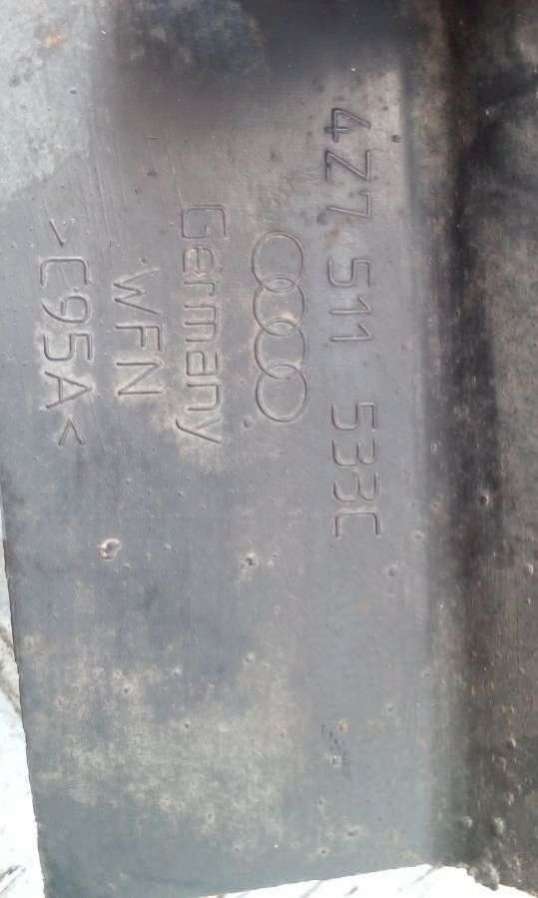 4Z7 511 533C
Germany
WFN
>C95A<